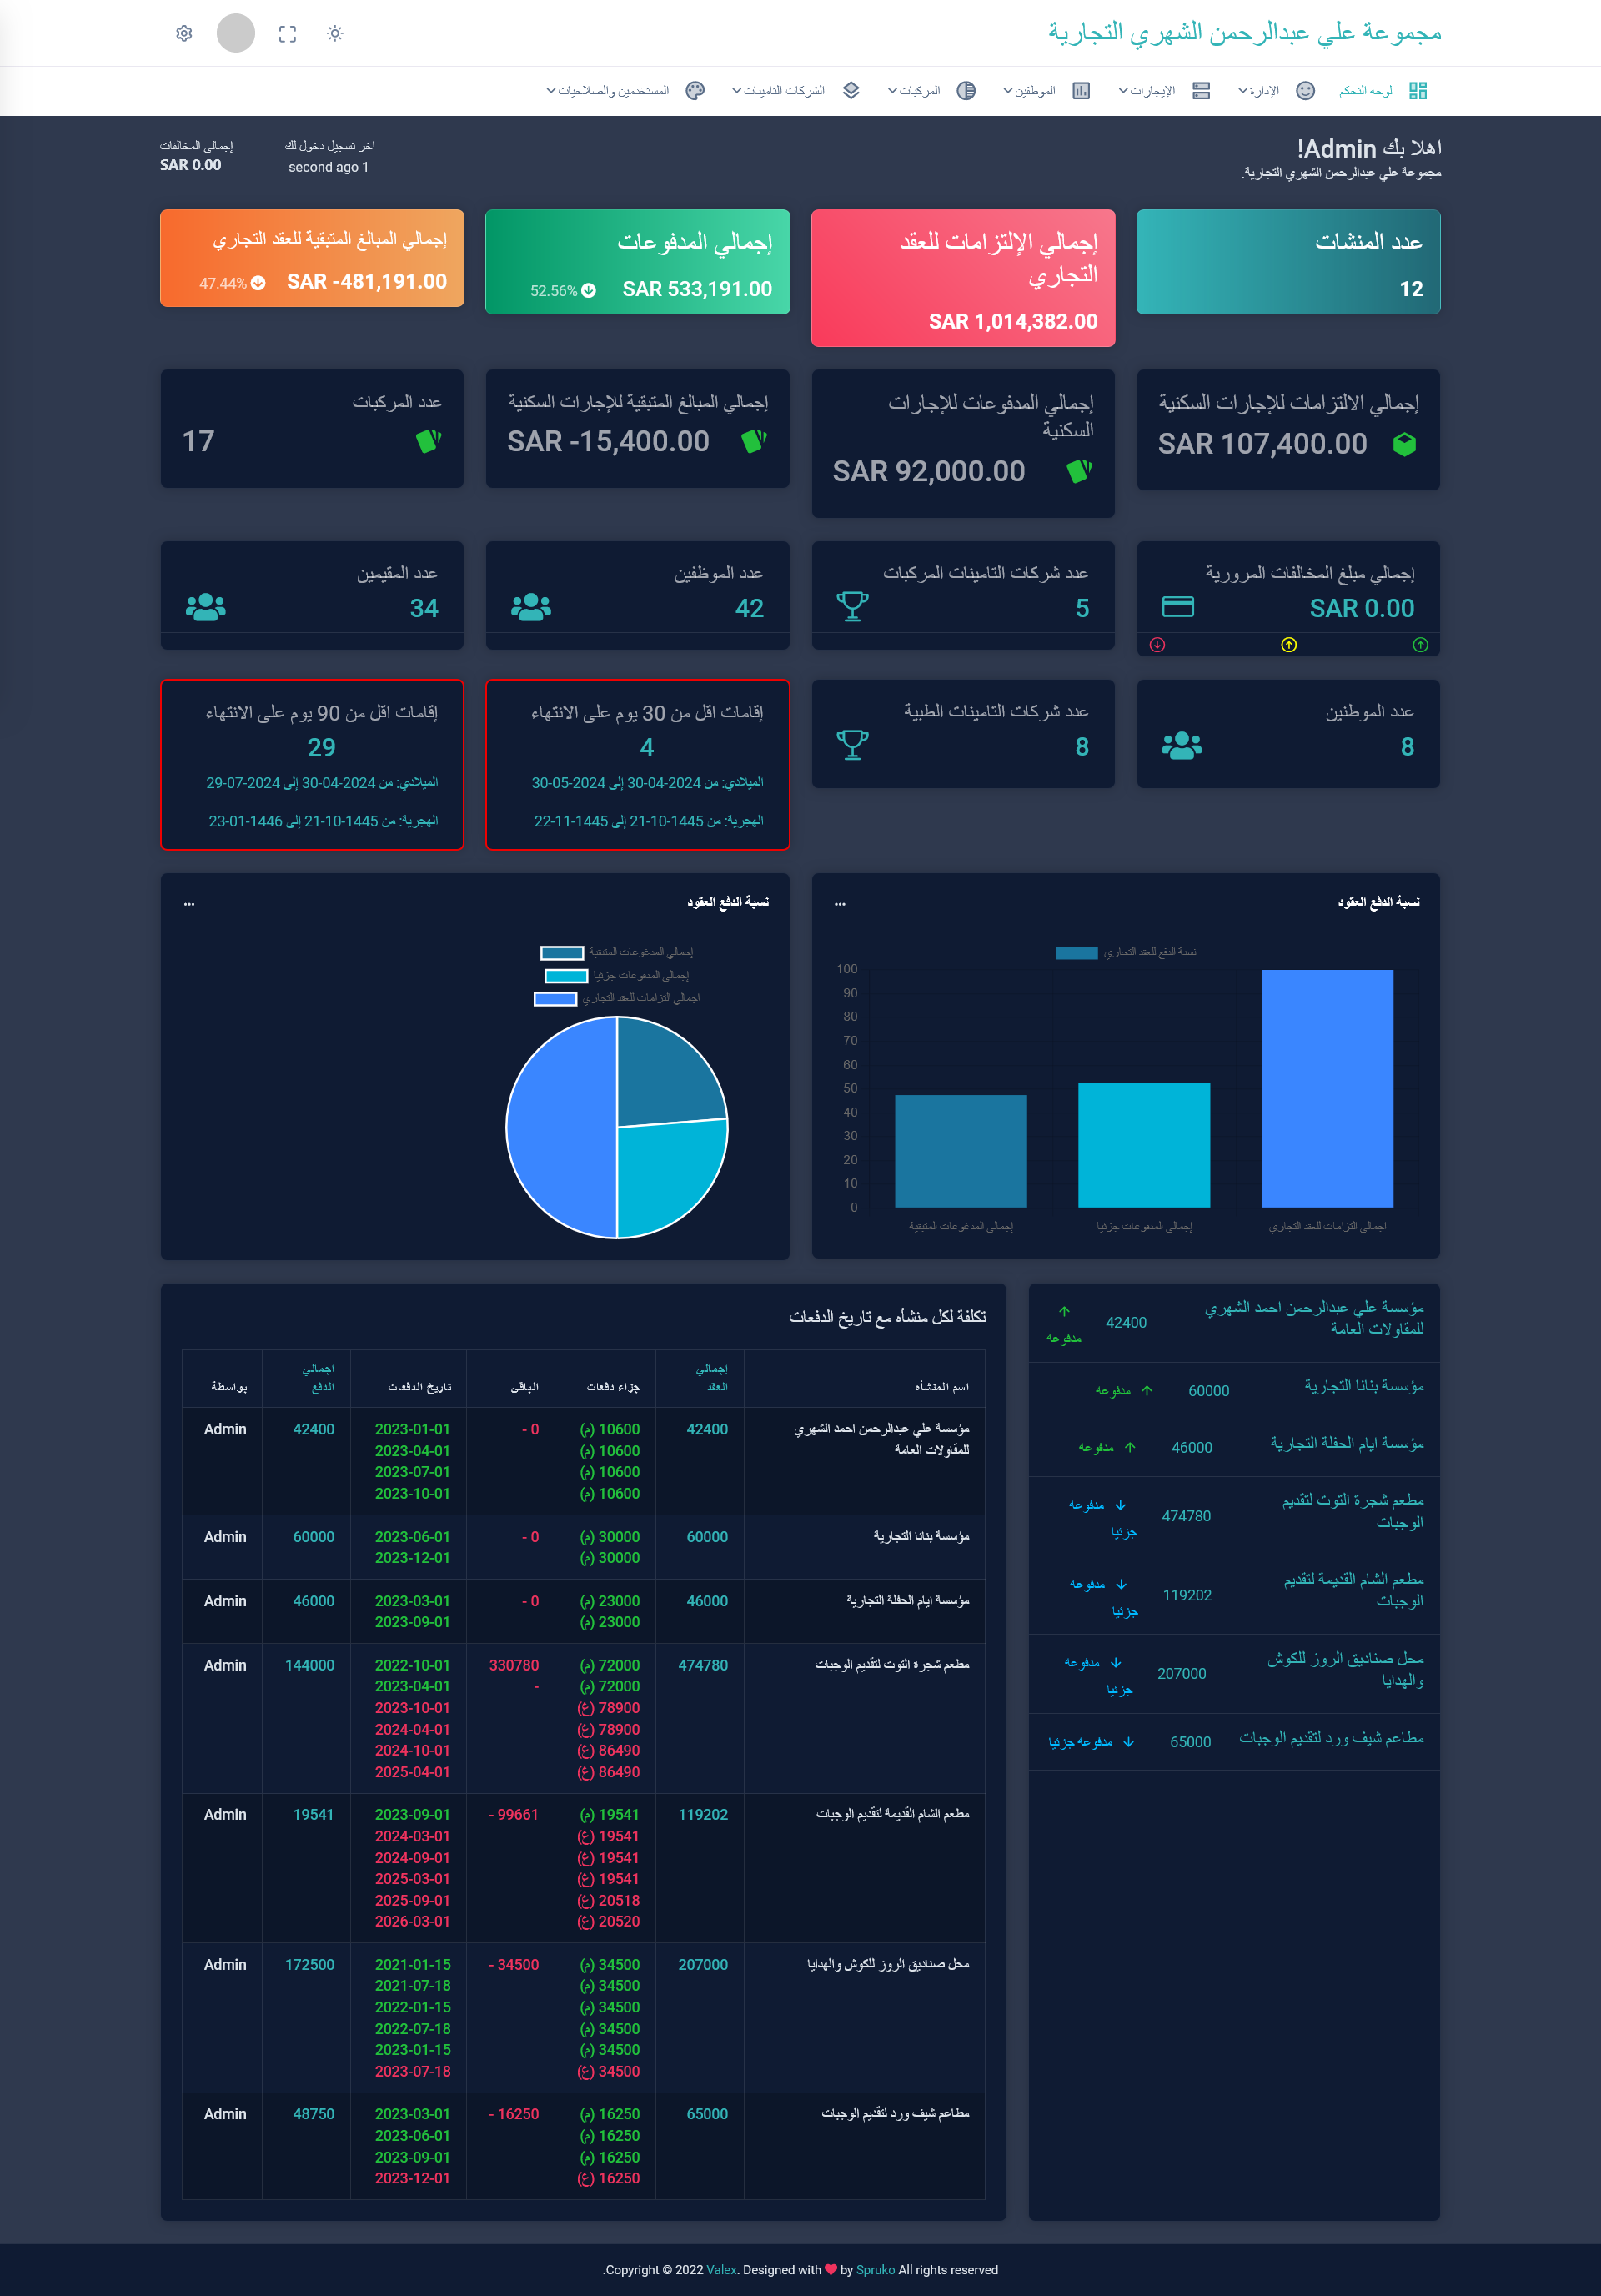 مجموعة علي عبدالرحمن الشهري التجارية
لوحه التحكم
الإدارة
الإيجارات
الموظفين
المركبات
الشركات التامينات
المستخدمين والصلاحيات
اهلا بك Admin!
مجموعة علي عبدالرحمن الشهري التجارية.
اخر تسجيل دخول لك
1 second ago
إجمالي المخالفات
SAR 0.00
عدد المنشات
12
إجمالي الإلتزامات للعقد
التجاري
SAR 1,014,382.00
إجمالي المدفوعات
SAR 533,191.00 52.56%
إجمالي المبالغ المتبقية للعقد التجاري
SAR -481,191.00 47.44%
إجمالي الالتزامات للإجارات السكنية
SAR 107,400.00
إجمالي المدفوعات للإجارات
السكنية
SAR 92,000.00
إجمالي المبالغ المتبقية للإجارات السكنية
SAR -15,400.00
عدد المركبات
17
إجمالي مبلغ المخالفات المرورية
SAR 0.00
عدد شركات التامينات المركبات
5
عدد الموظفين
42
عدد المقيمين
34
عدد الموطنين
8
عدد شركات التامينات الطبية
8
إقامات اقل من 30 يوم على الانتهاء
4
الميلادي: من 2024-04-30 إلى 2024-05-30
الهجرية: من 1445-10-21 إلى 1445-11-22
إقامات اقل من 90 يوم على الانتهاء
29
الميلادي: من 2024-04-30 إلى 2024-07-29
الهجرية: من 1445-10-21 إلى 1446-01-23
نسبة الدفع العقود
...
نسبة الدفع للعقد التجاري
100
90
80
70
60
50
40
30
20
10
0
اجمالي التزامات للعقد التجاري
إجمالي المدفوعات جزئيا
إجمالي المدغوعات المتبقية
نسبة الدفع العقود
...
إجمالي المدغوعات المتبقية
إجمالي المدفوعات جزئيا
اجمالي التزامات للعقد التجاري
مؤسسة علي عبدالرحمن احمد الشهري
للمقاولات العامة
42400
مدفوعه
مؤسسة بنانا التجارية 60000 مدفوعه
مؤسسة ايام الحفلة التجارية 46000 مدفوعه
مطعم شجرة التوت لتقديم
الوجبات
474780
مدفوعه
جزئيا
مطعم الشام القديمة لتقديم
الوجبات
119202
مدفوعه
جزئيا
محل صناديق الروز للكوش
والهدايا
207000
مدفوعه
جزئيا
مطاعم شيف ورد لتقديم الوجبات 65000 مدفوعه جزئيا
تكلفة لكل منشأه مع تاريخ الدفعات
اسم المنشأه
إجمالي
العقد
جزاء دفعات
الباقي
تاريخ الدفعات
اجمالي
الدفع
بواسطة
مؤسسة علي عبدالرحمن احمد الشهري
للمقاولات العامة
42400
10600 (م)
10600 (م)
10600 (م)
10600 (م)
0 -
2023-01-01
2023-04-01
2023-07-01
2023-10-01
42400
Admin
مؤسسة بنانا التجارية
60000
30000 (م)
30000 (م)
0 -
2023-06-01
2023-12-01
60000
Admin
مؤسسة ايام الحفلة التجارية
46000
23000 (م)
23000 (م)
0 -
2023-03-01
2023-09-01
46000
Admin
مطعم شجرة التوت لتقديم الوجبات
474780
72000 (م)
72000 (م)
78900 (غ)
78900 (غ)
86490 (غ)
86490 (غ)
330780
-
2022-10-01
2023-04-01
2023-10-01
2024-04-01
2024-10-01
2025-04-01
144000
Admin
مطعم الشام القديمة لتقديم الوجبات
119202
19541 (م)
19541 (غ)
19541 (غ)
19541 (غ)
20518 (غ)
20520 (غ)
99661 -
2023-09-01
2024-03-01
2024-09-01
2025-03-01
2025-09-01
2026-03-01
19541
Admin
محل صناديق الروز للكوش والهدايا
207000
34500 (م)
34500 (م)
34500 (م)
34500 (م)
34500 (م)
34500 (غ)
34500 -
2021-01-15
2021-07-18
2022-01-15
2022-07-18
2023-01-15
2023-07-18
172500
Admin
مطاعم شيف ورد لتقديم الوجبات
65000
16250 (م)
16250 (م)
16250 (م)
16250 (غ)
16250 -
2023-03-01
2023-06-01
2023-09-01
2023-12-01
48750
Admin
Copyright © 2022 Valex. Designed with ❤ by Spruko All rights reserved.